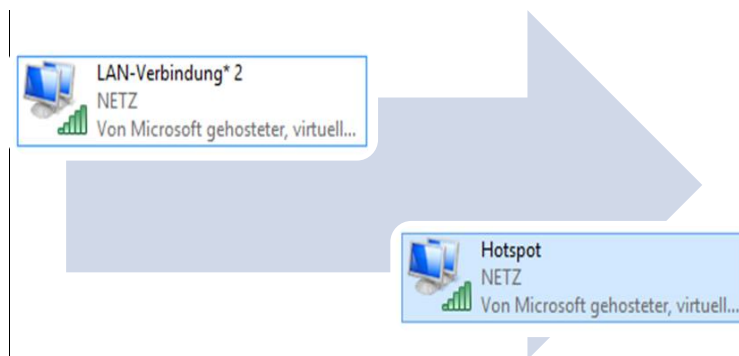 LAN-Verbindung* 2
NETZ
Von Microsoft gehosteter, virtuell...
Hotspot
NETZ
Von Microsoft gehosteter, virtuell...